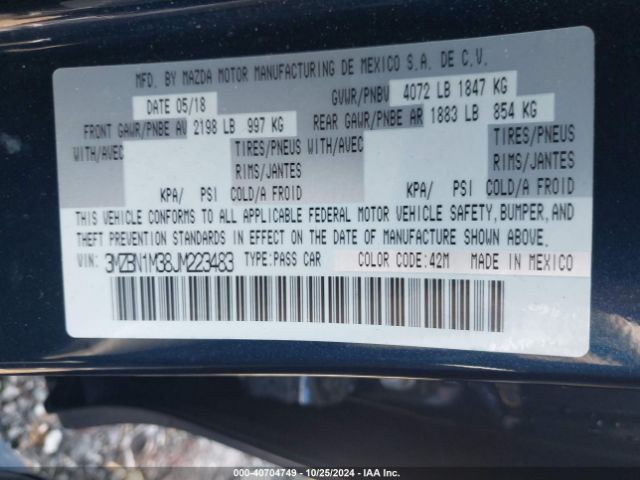 MFD. BY MAZDA MOTOR MANUFACTURING DE MEXICO S.A. DE C.V.
DATE 05/18 GVWR/PNBV 4072 LB 1847 KG
FRONT GAWR/PNBE AV 2198 LB 997 KG REAR GAWR/PNBE AR 1883 LB 854 KG
WITH/AVEC TIRES/PNEUS WITH/AVEC TIRES/PNEUS
RIMS/JANTES RIMS/JANTES
KPA/ PSI COLD/A FROID KPA/ PSI COLD/A FROID
THIS VEHICLE CONFORMS TO ALL APPLICABLE FEDERAL MOTOR VEHICLE SAFETY, BUMPER, AND
THEFT PREVENTION STANDARDS IN EFFECT ON THE DATE OF MANUFACTURE SHOWN ABOVE.
VIN: 3MZBN1M38JM223483 TYPE:PASS CAR COLOR CODE:42M MADE IN MEXICO
000-40704749 - 10/25/2024 - IAA, Inc.